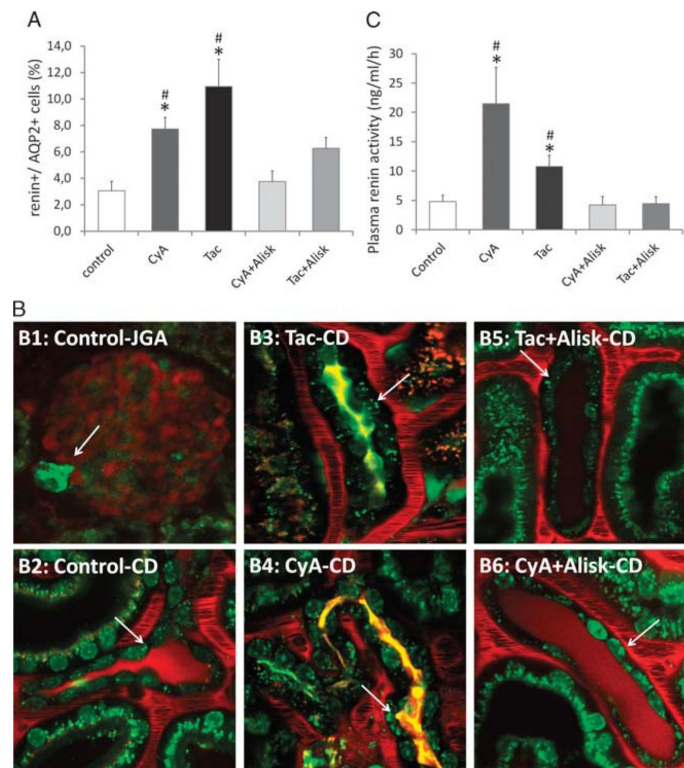 A
renin+/ AQP2+ cells (%)
14,0
12,0
10,0
8,0
6,0
4,0
2,0
0,0
#
*
#
*
control
CyA
Tac
CyA+Alisk
Tac+Alisk
C
Plasma renin activity (ng/ml/h)
30
25
20
15
10
5
0
#
*
#
*
Control
CyA
Tac
CyA+Alisk
Tac+Alisk
B
B1: Control-JGA
B3: Tac-CD
B5: Tac+Alisk-CD
B2: Control-CD
B4: CyA-CD
B6: CyA+Alisk-CD